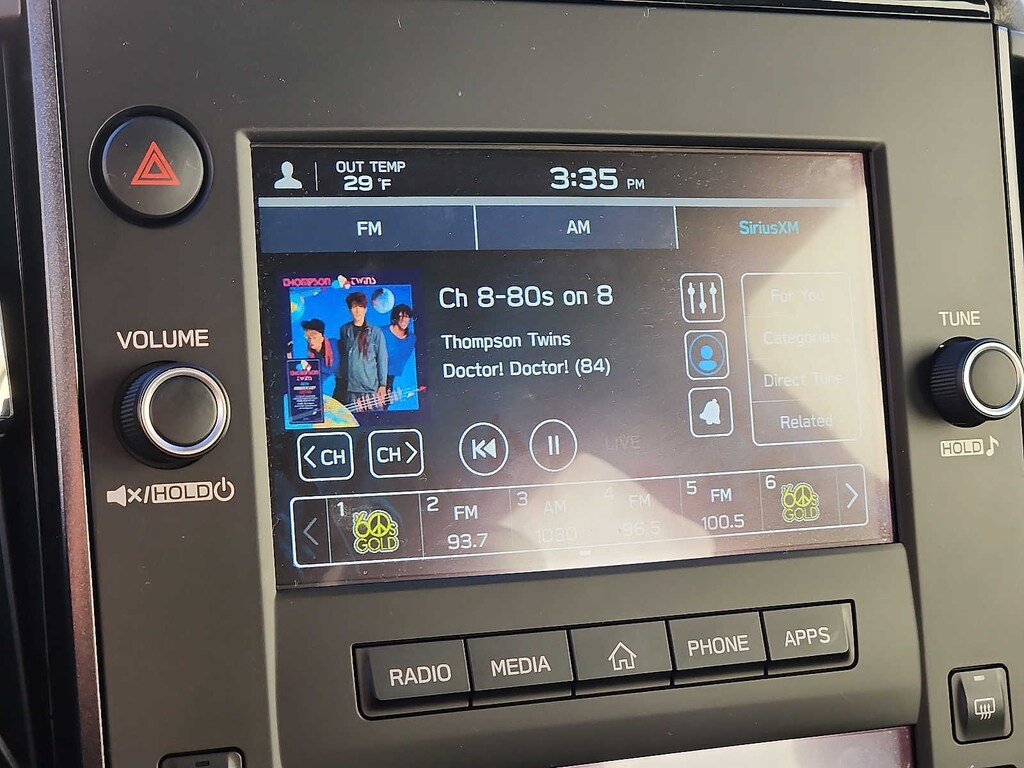 OUT TEMP
29 °F
3:35 PM
FM
AM
SiriusXM
THOMPSON TWINS
Ch 8-80s on 8
Thompson Twins
Doctor! Doctor! (84)
For You
Categories
Direct Tune
Related
THOMPSON
TWINS
< CH
CH >
LIVE
1
'60s
GOLD
2 FM
93.7
3 AM
1030
4 FM
96.5
5 FM
100.5
6
'60s
GOLD
VOLUME
/HOLD
TUNE
HOLD
RADIO
MEDIA
PHONE
APPS